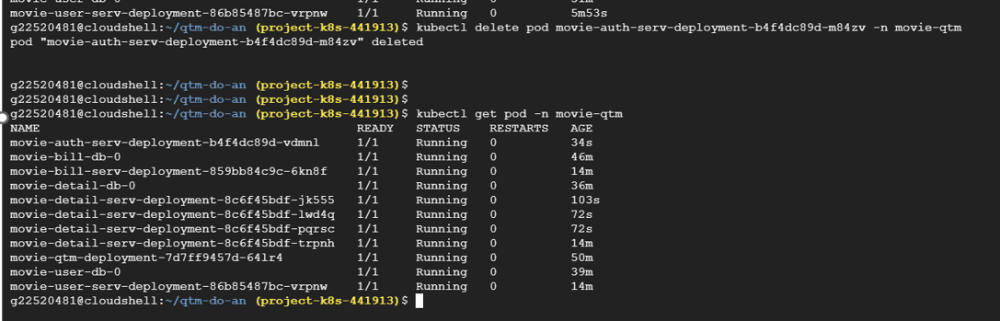 movie-user-serv-deployment-86b85487bc-vrpnw 1/1 Running 0 5m53s
g22520481@cloudshell:~/qtm-do-an (project-k8s-441913)$ kubectl delete pod movie-auth-serv-deployment-b4f4dc89d-m84zv -n movie-qtm
pod "movie-auth-serv-deployment-b4f4dc89d-m84zv" deleted
g22520481@cloudshell:~/qtm-do-an (project-k8s-441913)$
g22520481@cloudshell:~/qtm-do-an (project-k8s-441913)$
g22520481@cloudshell:~/qtm-do-an (project-k8s-441913)$ kubectl get pod -n movie-qtm
NAME READY STATUS RESTARTS AGE
movie-auth-serv-deployment-b4f4dc89d-vdmnl 1/1 Running 0 34s
movie-bill-db-0 1/1 Running 0 46m
movie-bill-serv-deployment-859bb84c9c-6kn8f 1/1 Running 0 14m
movie-detail-db-0 1/1 Running 0 36m
movie-detail-serv-deployment-8c6f45bdf-jk555 1/1 Running 0 103s
movie-detail-serv-deployment-8c6f45bdf-lwd4q 1/1 Running 0 72s
movie-detail-serv-deployment-8c6f45bdf-pqrsc 1/1 Running 0 72s
movie-detail-serv-deployment-8c6f45bdf-trpnh 1/1 Running 0 14m
movie-qtm-deployment-7d7ff9457d-64lr4 1/1 Running 0 50m
movie-user-db-0 1/1 Running 0 39m
movie-user-serv-deployment-86b85487bc-vrpnw 1/1 Running 0 14m
g22520481@cloudshell:~/qtm-do-an (project-k8s-441913)$